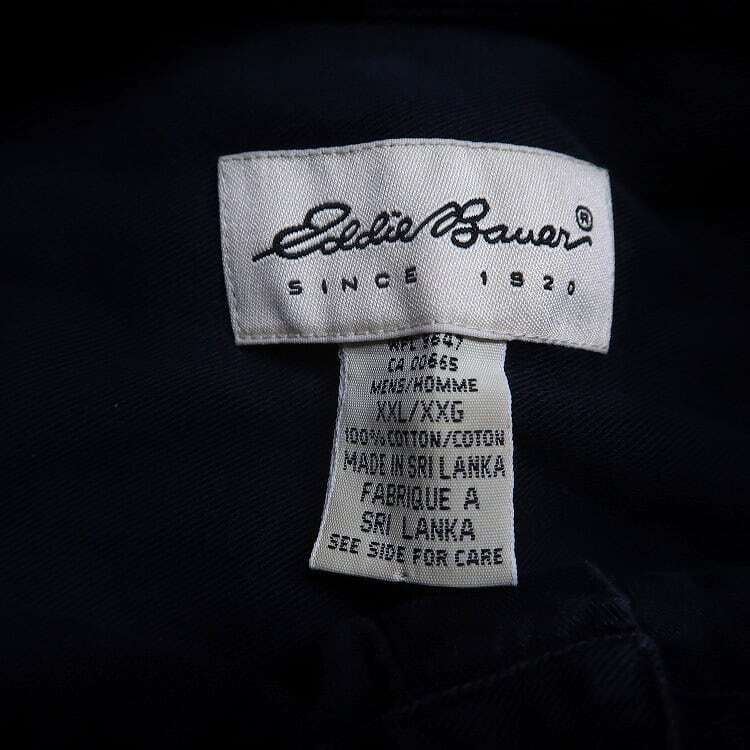 Eddie Bauer®
SINCE 1920
CA 00665
MENS/HOMME
XXL/XXG
100% COTTON/COTON
MADE IN SRI LANKA
FABRIQUE A
SRI LANKA
SEE SIDE FOR CARE